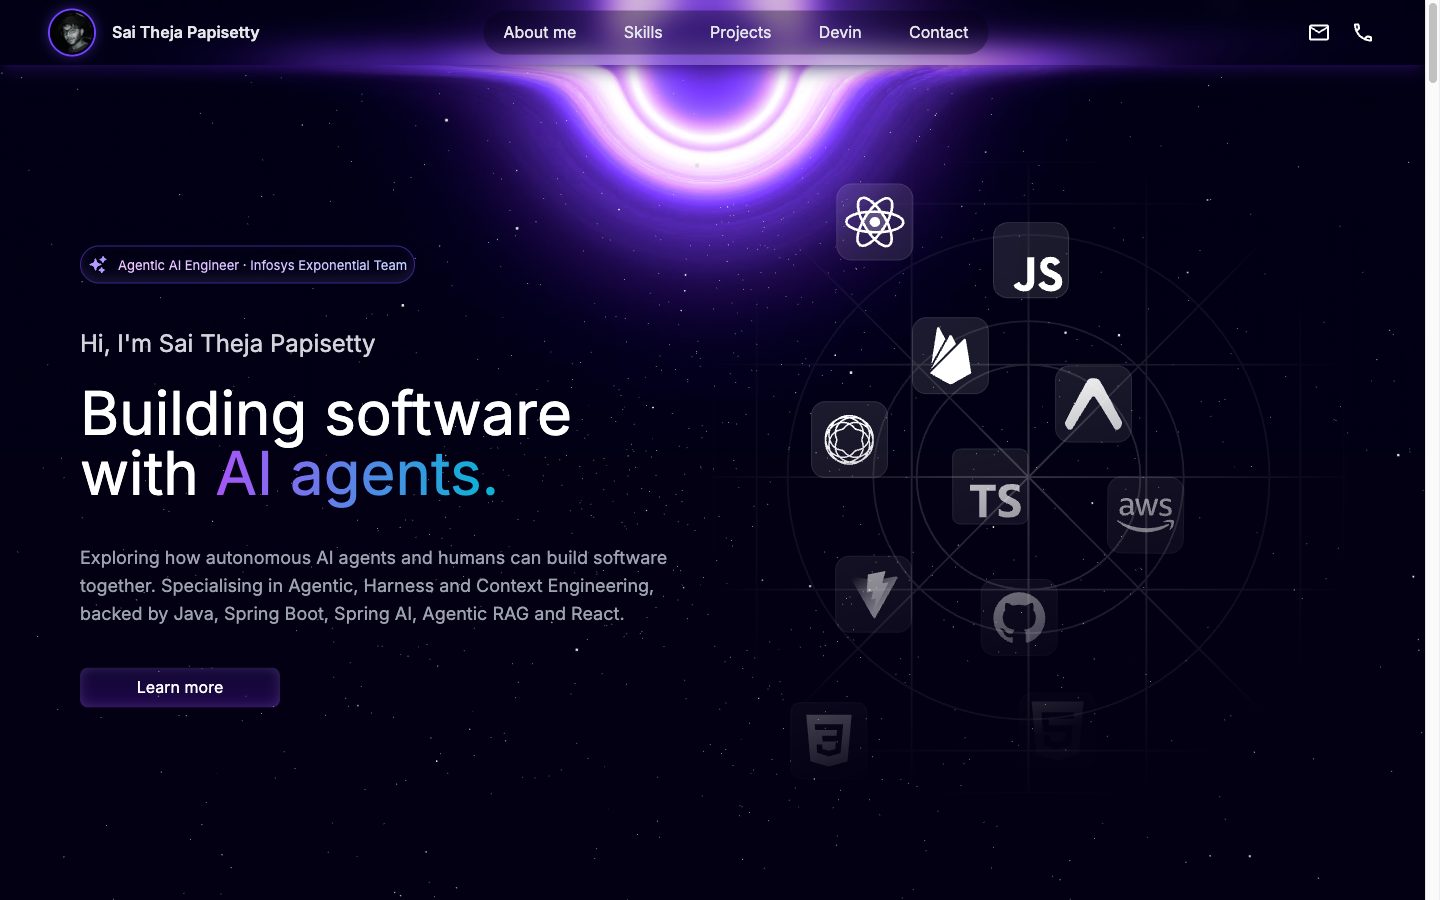 Sai Theja Papisetty
About me
Skills
Projects
Devin
Contact
Agentic AI Engineer · Infosys Exponential Team
Hi, I'm Sai Theja Papisetty
Building software
with AI agents.
Exploring how autonomous AI agents and humans can build software
together. Specialising in Agentic, Harness and Context Engineering,
backed by Java, Spring Boot, Spring AI, Agentic RAG and React.
Learn more
JS
TS
aws
3
5